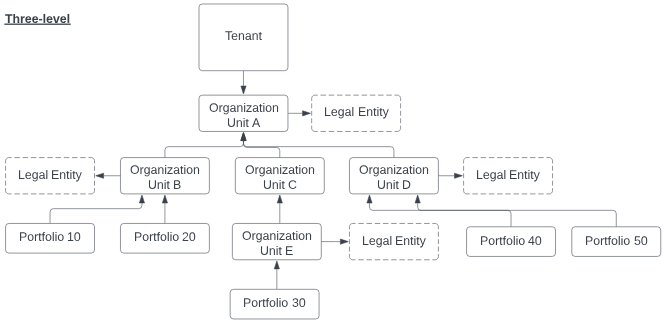 Three-level
Tenant
Organization
Unit A
Legal Entity
Legal Entity
Organization
Unit B
Organization
Unit C
Organization
Unit D
Legal Entity
Portfolio 10
Portfolio 20
Organization
Unit E
Legal Entity
Portfolio 40
Portfolio 50
Portfolio 30